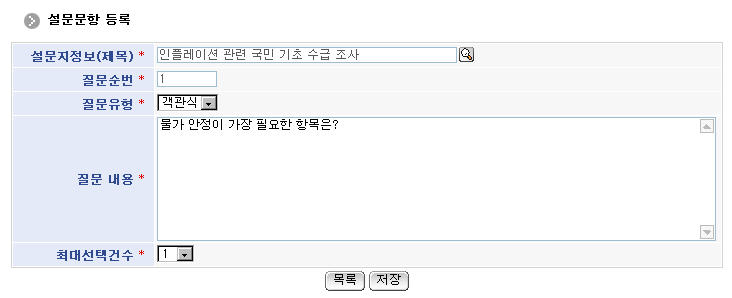 설문문항 등록
설문지정보(제목) * 인플레이션 관련 국민 기초 수급 조사
질문순번 * 1
질문유형 * 객관식
질문 내용 * 물가 안정이 가장 필요한 항목은?
최대선택건수 * 1
목록 저장